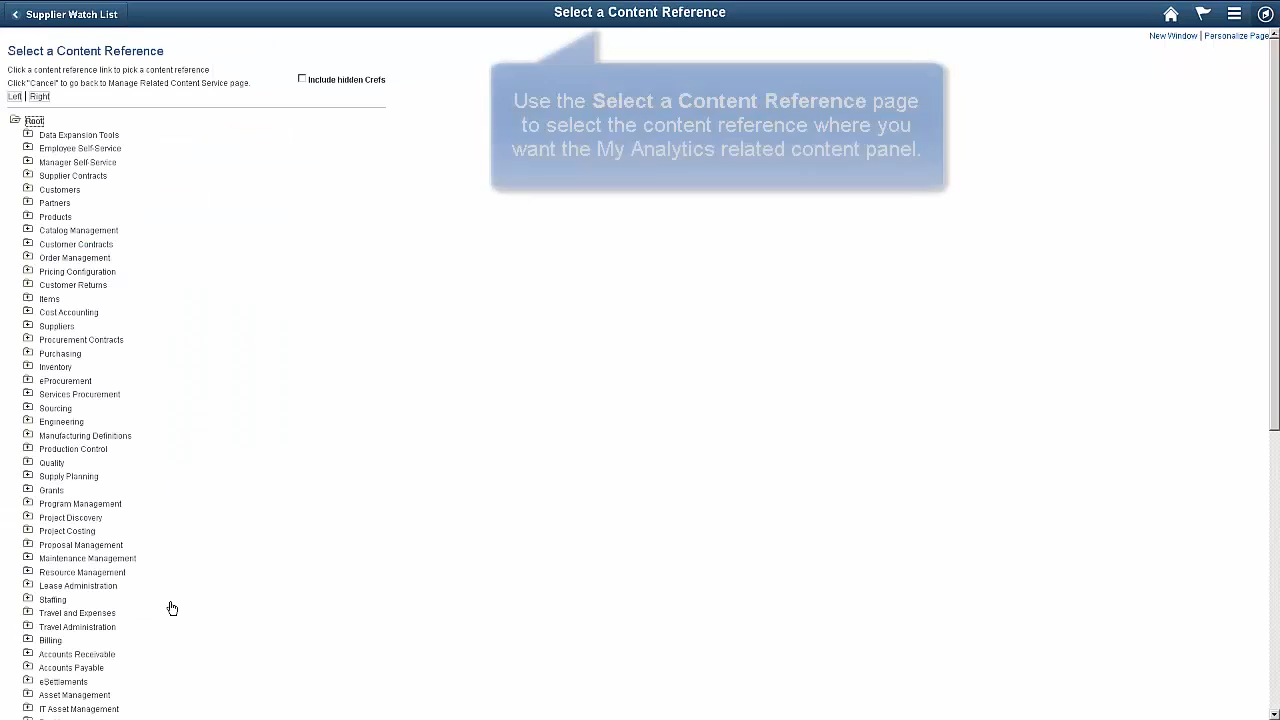 Supplier Watch List
Select a Content Reference
New Window | Personalize Page
Select a Content Reference
Click a content reference link to pick a content reference
Click"Cancel" to go back to Manage Related Content Service page.
Include hidden Crefs
Left | Right
Use the Select a Content Reference page
to select the content reference where you
want the My Analytics related content panel.
Root
Data Expansion Tools
Employee Self-Service
Manager Self-Service
Supplier Contracts
Customers
Partners
Products
Catalog Management
Customer Contracts
Order Management
Pricing Configuration
Customer Returns
Items
Cost Accounting
Suppliers
Procurement Contracts
Purchasing
Inventory
eProcurement
Services Procurement
Sourcing
Engineering
Manufacturing Definitions
Production Control
Quality
Supply Planning
Grants
Program Management
Project Discovery
Project Costing
Proposal Management
Maintenance Management
Resource Management
Lease Administration
Staffing
Travel and Expenses
Travel Administration
Billing
Accounts Receivable
Accounts Payable
eSettlements
Asset Management
IT Asset Management